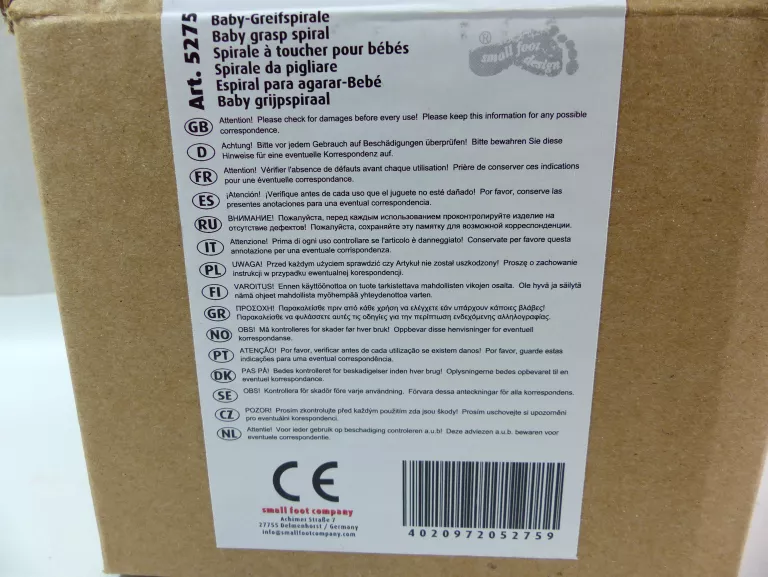 Art. 5275
Baby-Greifspirale
Baby grasp spiral
Spirale à toucher pour bébés
Spirale da pigliare
Espiral para agarar-Bebé
Baby grijpspiraal
® small foot design
GB Attention! Please check for damages before every use! Please keep this information for any possible
correspondence.
D Achtung! Bitte vor jedem Gebrauch auf Beschädigungen überprüfen! Bitte bewahren Sie diese
Hinweise für eine eventuelle Korrespondenz auf.
FR Attention! Vérifier l'absence de défauts avant chaque utilisation! Prière de conserver ces indications
pour une éventuelle correspondance.
ES ¡Atención! ¡Verifique antes de cada uso que el juguete no esté dañado! Por favor, conserve las
presentes anotaciones para una eventual correspondencia.
RU ВНИМАНИЕ! Пожалуйста, перед каждым использованием проконтролируйте изделие на
отсутствие дефектов! Пожалуйста, сохраняйте эту памятку для возможной корреспонденции.
IT Attenzione! Prima di ogni uso controllare se l'articolo è danneggiato! Conservate per favore questa
annotazione per una eventuale corrispondenza.
PL UWAGA! Przed każdym użyciem sprawdzić czy Artykuł nie został uszkodzony! Proszę o zachowanie
instrukcji w przypadku ewentualnej korespondencji.
FI VAROITUS! Ennen käyttöönottoa on tuote tarkistettava mahdollisten vikojen osalta. Ole hyvä ja säilytä
nämä ohjeet mahdollista myöhempää yhteydenottoa varten.
GR ΠΡΟΣΟΧΗ! Παρακαλείσθε πριν από κάθε χρήση να ελέγχετε εάν υπάρχουν κάποιες βλάβες!
Παρακαλείσθε να φυλάσσετε αυτές τις οδηγίες για την περίπτωση ενδεχόμενης αλληλογραφίας.
NO OBS! Må kontrolleres for skader før hver bruk! Oppbevar disse henvisninger for eventuell
korrespondanse.
PT ATENÇÃO! Por favor, verificar antes de cada utilização se existem danos! Por favor, guarde estas
indicações para uma eventual correspondência.
DK PAS PÅ! Bedes kontrolleret for beskadigelser inden hver brug! Oplysningerne bedes opbevaret til en
eventuel korrespondance.
SE OBS! Kontrollera för skador före varje användning. Förvara dessa anteckningar för alla korrespondens.
CZ POZOR! Prosím zkontrolujte před každým použitím zda jsou škody! Prosím uschovejte si upozornění
pro eventuální korespondenci.
NL Attentie! Voor ieder gebruik op beschadiging controleren a.u.b! Deze adviezen a.u.b. bewaren voor
eventuele correspondentie.
CE
small foot company
Achimer Straße 7
27755 Delmenhorst / Germany
info@smallfootcompany.com
4020972052759